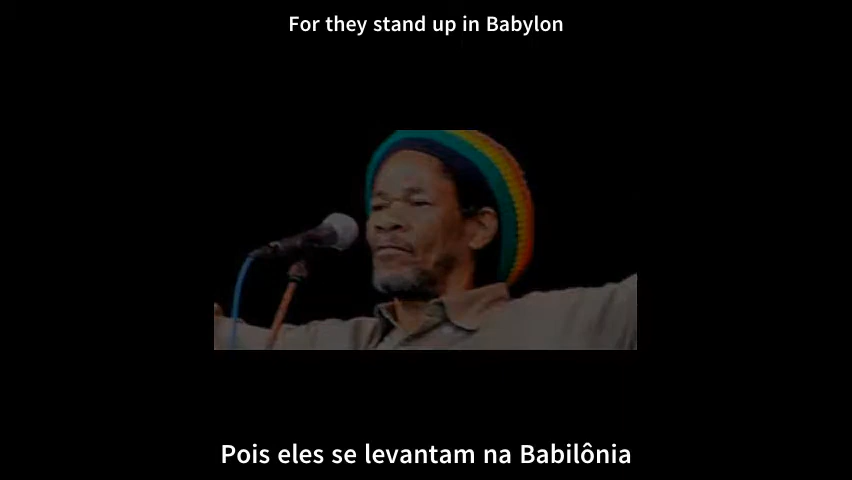 For they stand up in Babylon
Pois eles se levantam na Babilônia